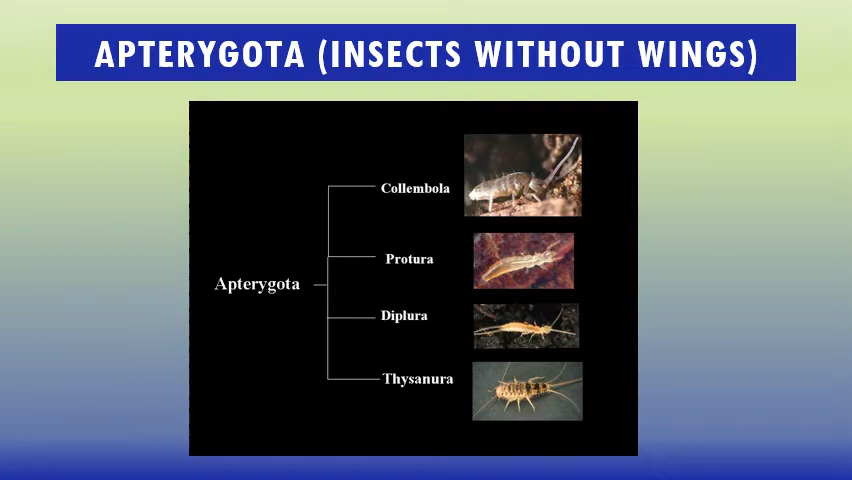 APTERYGOTA (INSECTS WITHOUT WINGS)
Collembola
Protura
Apterygota
Diplura
Thysanura